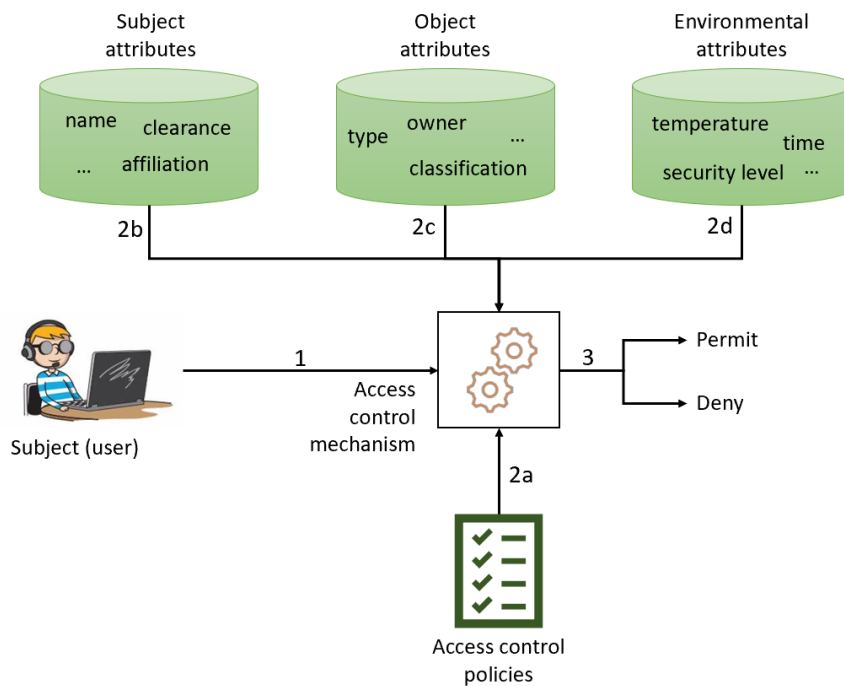 Subject
attributes
Object
attributes
Environmental
attributes
name
clearance
... affiliation
type
owner
...
classification
temperature
time
security level ...
2b
2c
2d
1
3
Permit
Deny
Access
control
mechanism
Subject (user)
2a
Access control
policies